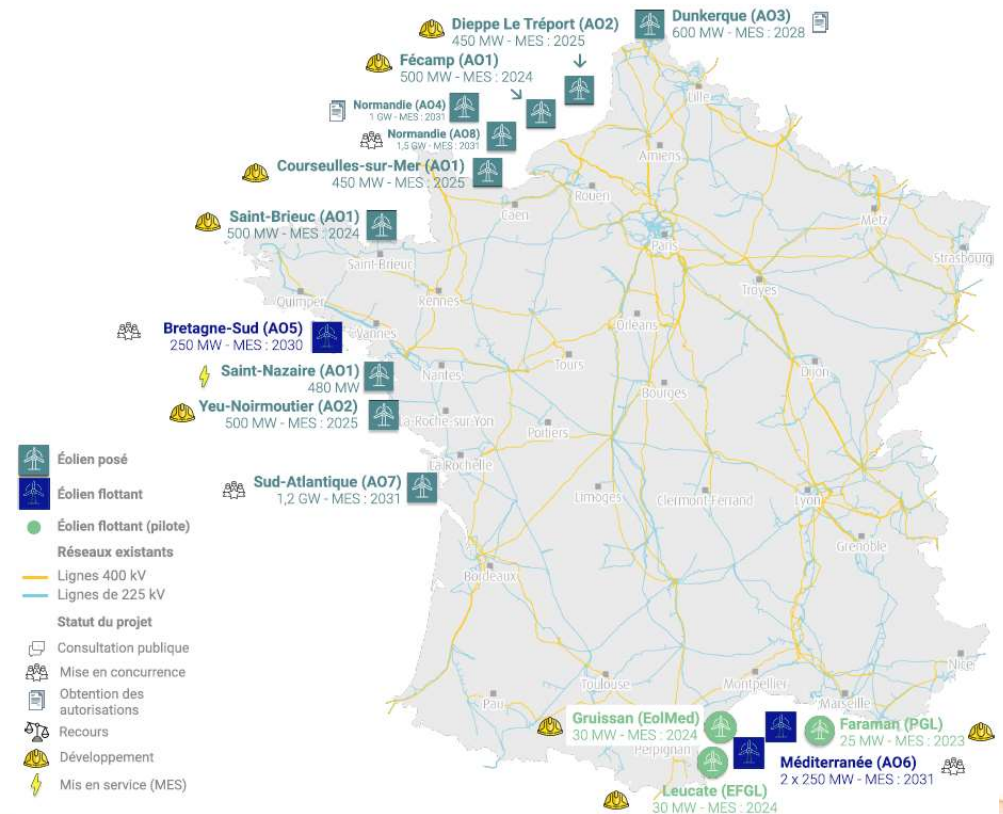 Dieppe Le Tréport (AO2)
450 MW - MES : 2025
Dunkerque (AO3)
600 MW - MES : 2028
Fécamp (AO1)
500 MW - MES : 2024
Lille
Normandie (AO4)
1 GW - MES : 2031
Normandie (AO8)
1,5 GW - MES : 2031
Amiens
Courseulles-sur-Mer (AO1)
450 MW - MES : 2025
Rouen
Caen
Metz
Saint-Brieuc (AO1)
500 MW - MES : 2024
Paris
Strasbourg
Saint-Brieuc
Troyes
Quimper
Rennes
Orléans
Bretagne-Sud (AO5)
250 MW - MES : 2030
Vannes
Saint-Nazaire (AO1)
480 MW
Nantes
Tours
Dijon
Bourges
Yeu-Noirmoutier (AO2)
500 MW - MES : 2025
La-Roche-sur-Yon
Poitiers
La Rochelle
Sud-Atlantique (AO7)
1,2 GW - MES : 2031
Limoges
Clermont-Ferrand
Lyon
Grenoble
Bordeaux
Éolien posé
Éolien flottant
Éolien flottant (pilote)
Réseaux existants
Lignes 400 kV
Lignes de 225 kV
Statut du projet
Consultation publique
Mise en concurrence
Obtention des
autorisations
Recours
Développement
Mis en service (MES)
Nice
Toulouse
Montpellier
Pau
Marseille
Gruissan (EolMed)
30 MW - MES : 2024
Perpignan
Faraman (PGL)
25 MW - MES : 2023
Méditerranée (AO6)
2 x 250 MW - MES : 2031
Leucate (EFGL)
30 MW - MES : 2024